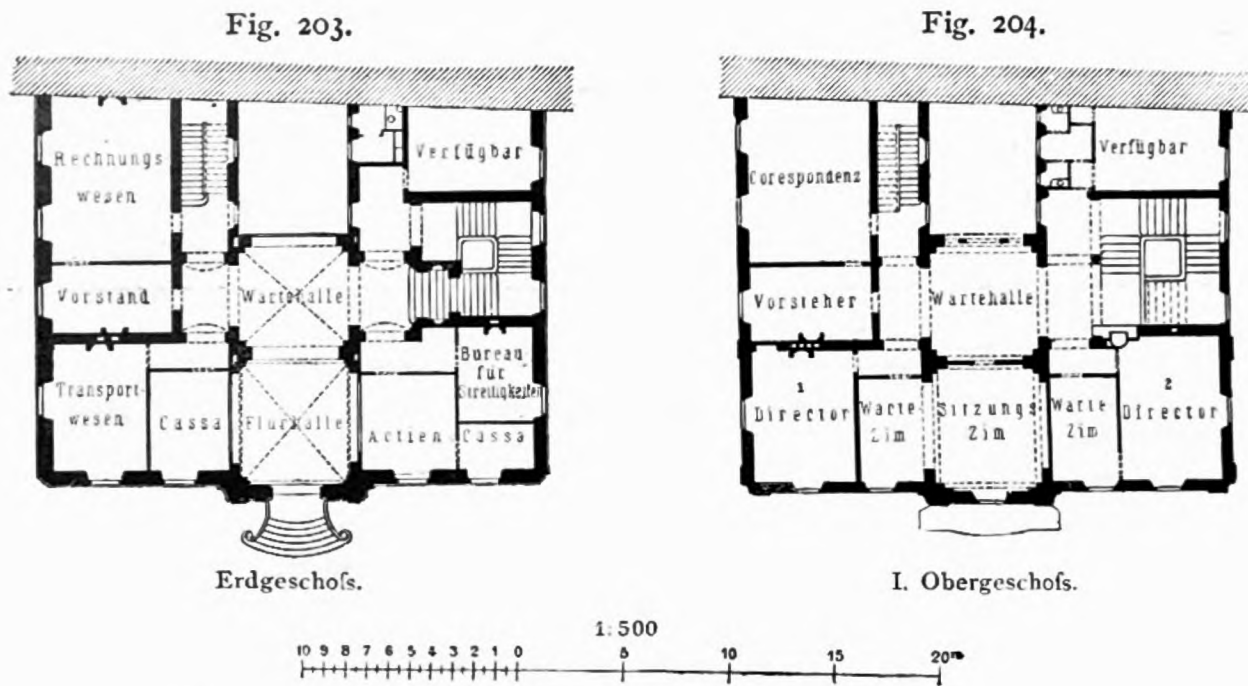 Fig. 203.
Rechnungs
wesen
Verfügbar
Vorstand
Wartehalle
Transport-
wesen
Cassa
Flurhalle
Actien
Bureau
für
Streitigkeiten
Cassa
Erdgeschoſs.
Fig. 204.
Corespondenz
Verfügbar
Vorsteher
Wartehalle
1
Director
Warte
Zim
Sitzungs
Zim
Warte
Zim
2
Director
I. Obergeschoſs.
1:500
10 9 8 7 6 5 4 3 2 1 0 5 10 15 20m